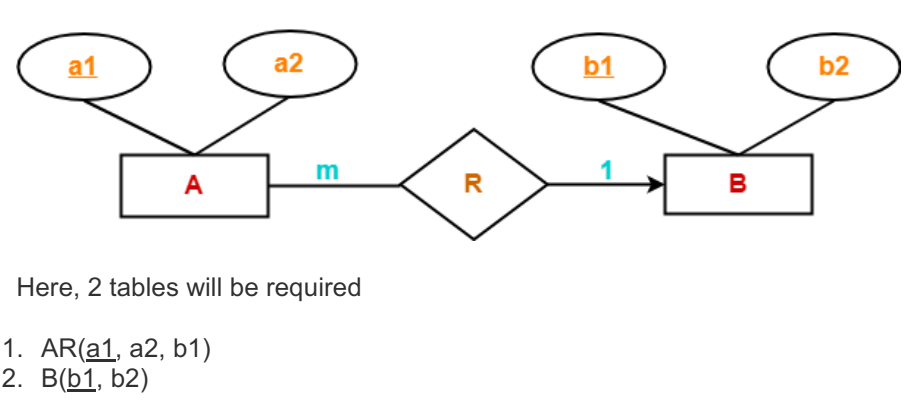 a1 a2 b1 b2
m 1
A R B
Here, 2 tables will be required
1. AR(a1, a2, b1)
2. B(b1, b2)